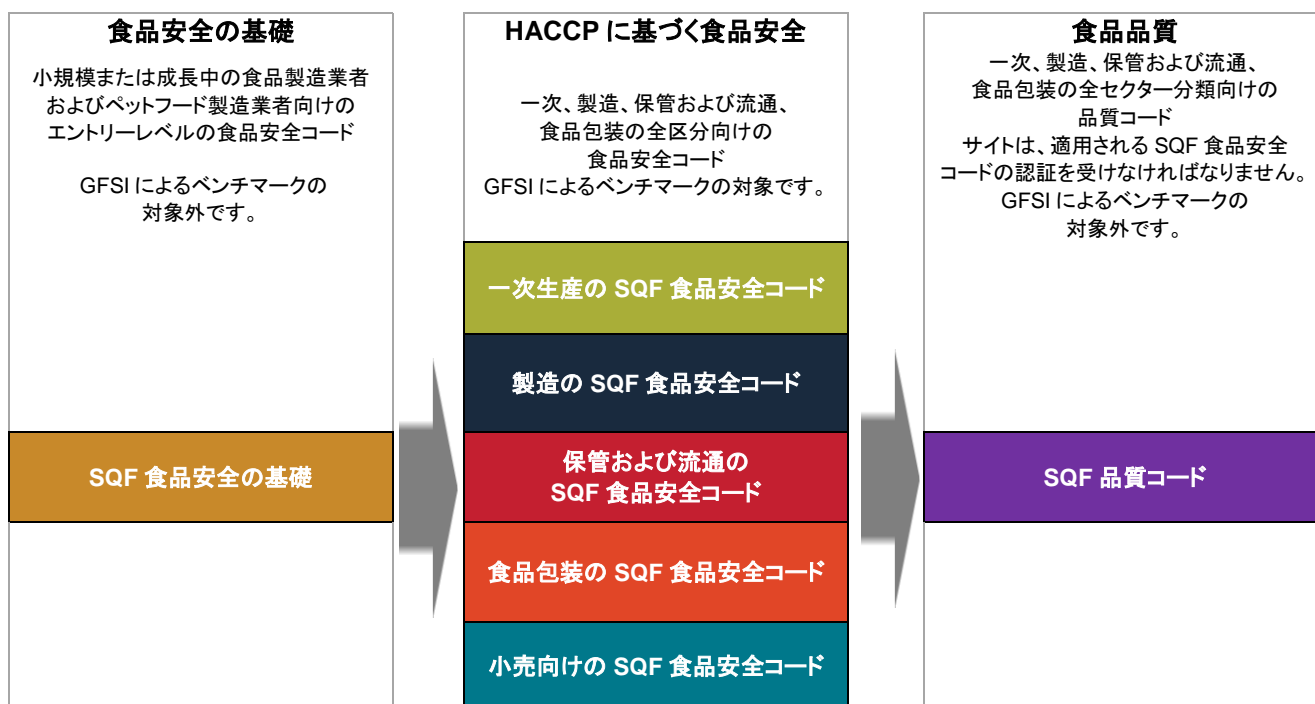 食品安全の基礎
小規模または成長中の食品製造業者
およびペットフード製造業者向けの
エントリーレベルの食品安全コード
GFSI によるベンチマークの
対象外です。
SQF 食品安全の基礎
HACCP に基づく食品安全
一次、製造、保管および流通、
食品包装の全区分向けの
食品安全コード
GFSI によるベンチマークの対象です。
一次生産の SQF 食品安全コード
製造の SQF 食品安全コード
保管および流通の
SQF 食品安全コード
食品包装の SQF 食品安全コード
小売向けの SQF 食品安全コード
食品品質
一次、製造、保管および流通、
食品包装の全セクター分類向けの
品質コード
サイトは、適用される SQF 食品安全
コードの認証を受けなければなりません。
GFSI によるベンチマークの
対象外です。
SQF 品質コード